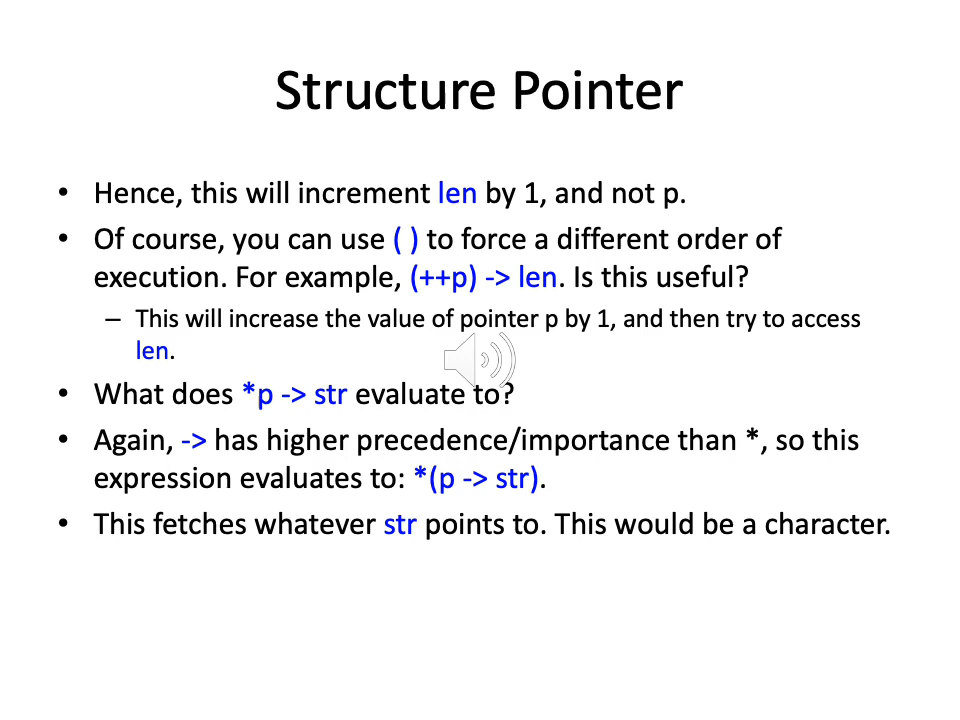 Structure Pointer
• Hence, this will increment len by 1, and not p.
• Of course, you can use ( ) to force a different order of
execution. For example, (++p) -> len. Is this useful?
– This will increase the value of pointer p by 1, and then try to access
len.
• What does *p -> str evaluate to?
• Again, -> has higher precedence/importance than *, so this
expression evaluates to: *(p -> str).
• This fetches whatever str points to. This would be a character.